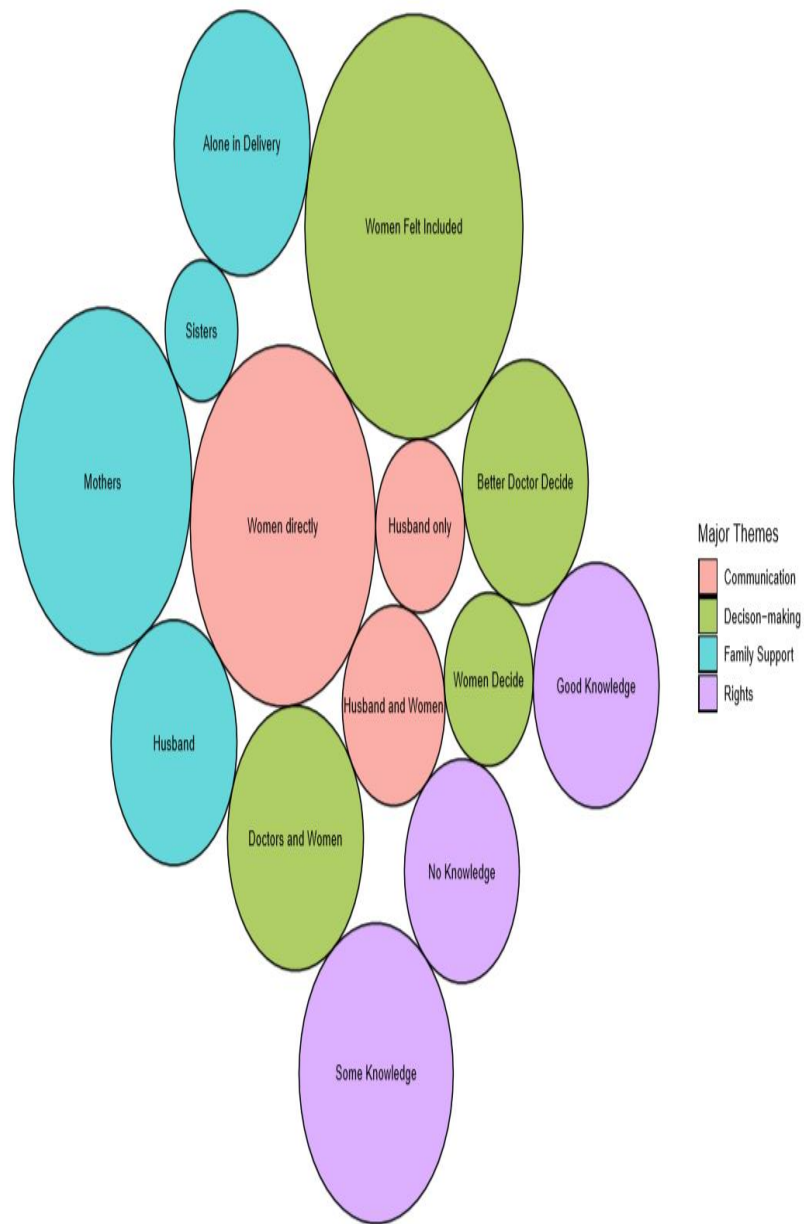 Alone in Delivery
Women Felt Included
Sisters
Mothers
Women directly
Husband only
Better Doctor Decide
Husband
Husband and Women
Women Decide
Good Knowledge
Doctors and Women
No Knowledge
Some Knowledge
Major Themes
Communication
Decison-making
Family Support
Rights